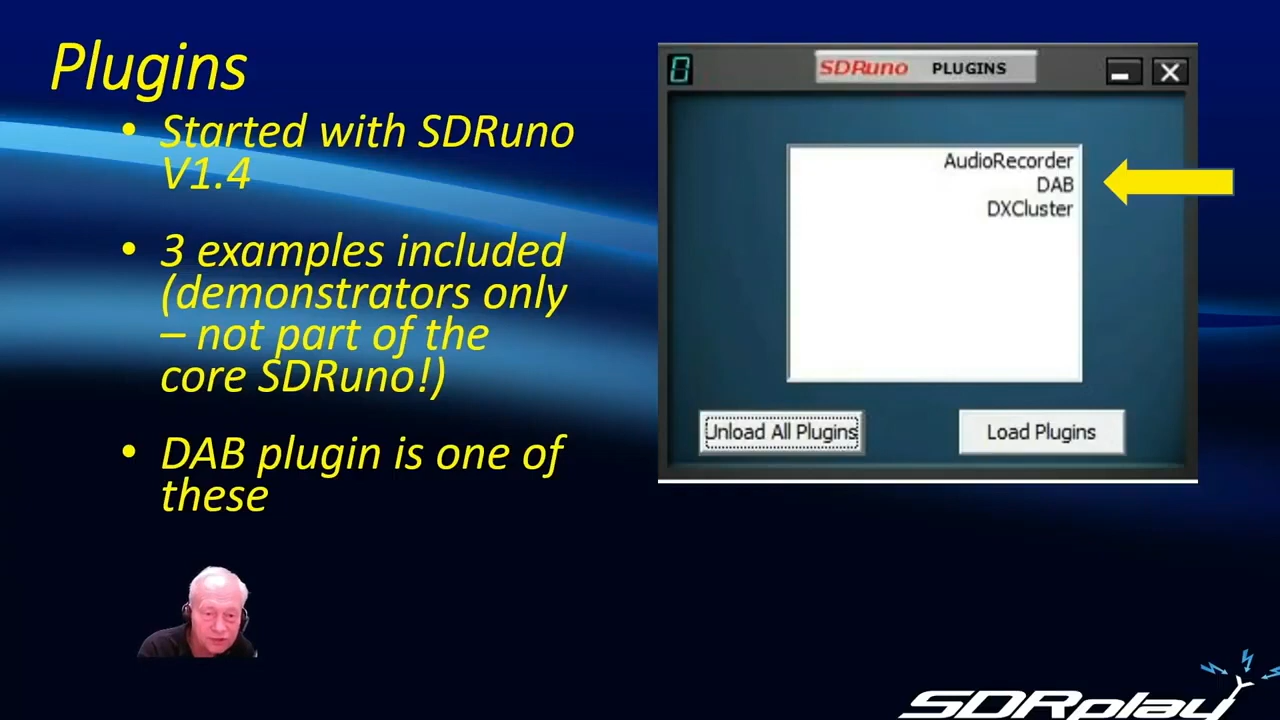 Plugins
• Started with SDRuno
V1.4
• 3 examples included
(demonstrators only
– not part of the
core SDRuno!)
• DAB plugin is one of
these
0
SDRuno PLUGINS
AudioRecorder
DAB
DXCluster
Unload All Plugins
Load Plugins
SDRplay